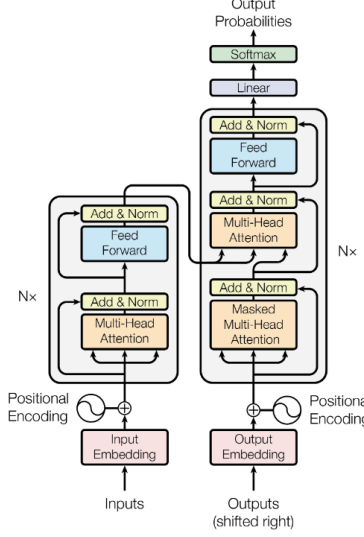 Output
Probabilities
Softmax
Linear
Add & Norm
Feed
Forward
Add & Norm
Multi-Head
Attention
Add & Norm
Masked
Multi-Head
Attention
Nx
Add & Norm
Feed
Forward
Add & Norm
Multi-Head
Attention
Nx
Positional
Encoding
Input
Embedding
Inputs
Output
Embedding
Outputs
(shifted right)